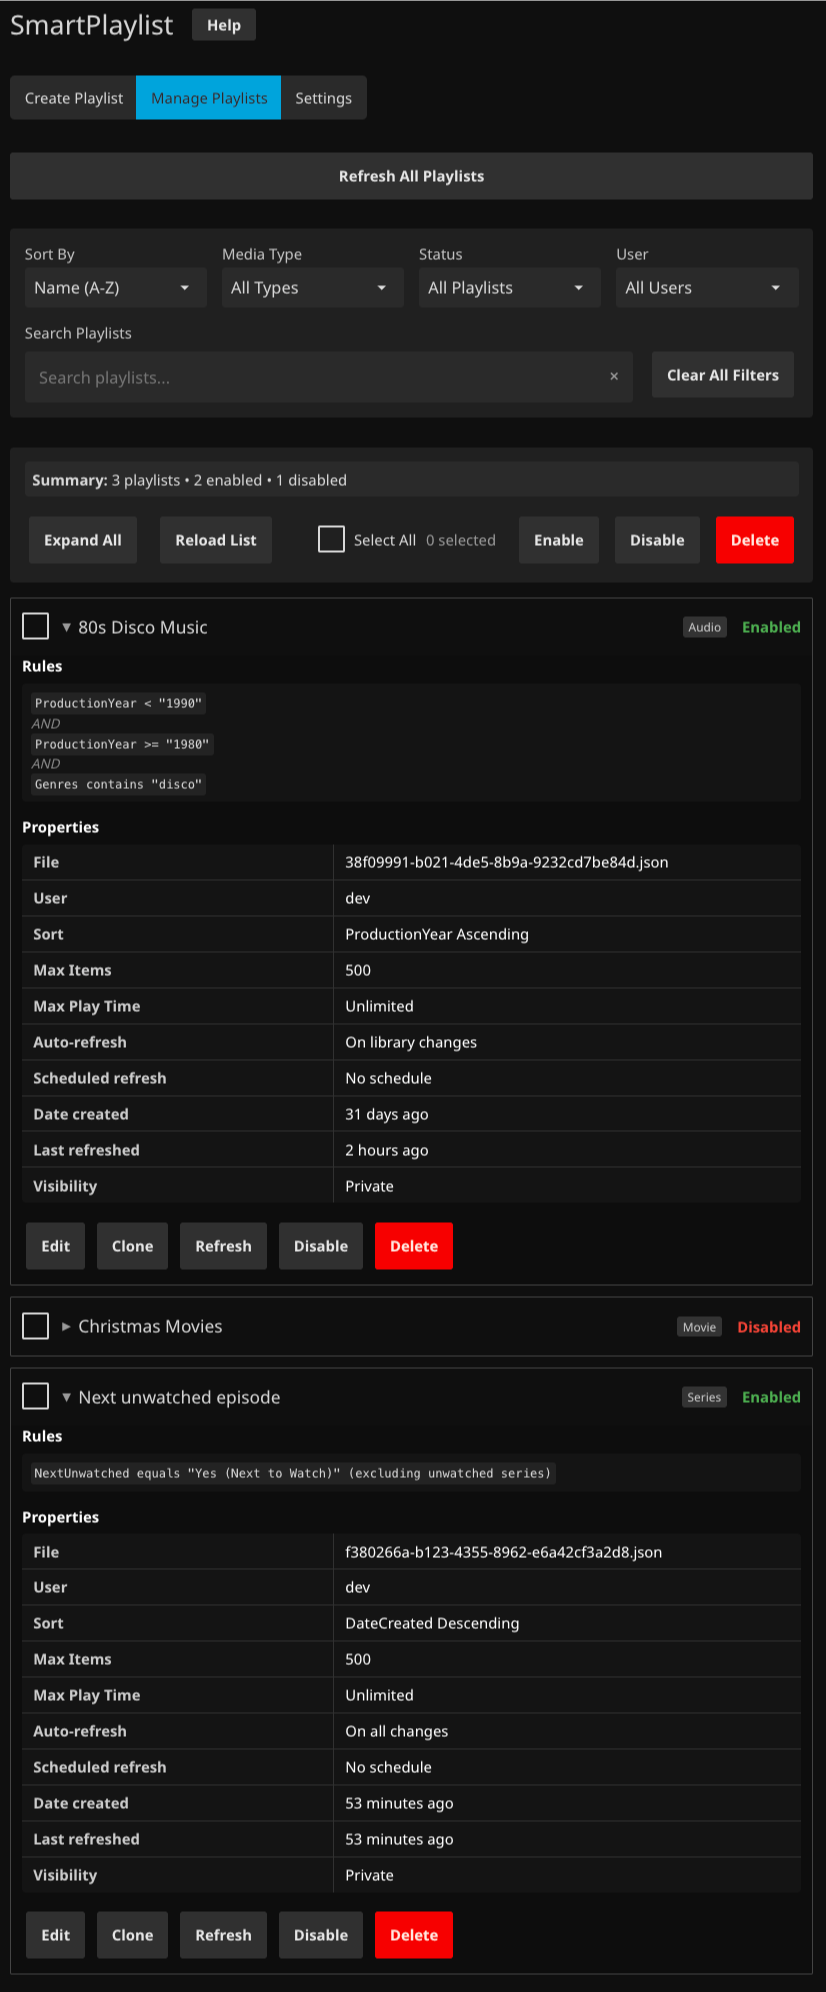 SmartPlaylist Help
Create Playlist Manage Playlists Settings
Refresh All Playlists
Sort By Media Type Status User
Name (A-Z) All Types All Playlists All Users
Search Playlists
Search playlists... × Clear All Filters
Summary: 3 playlists • 2 enabled • 1 disabled
Expand All Reload List Select All 0 selected Enable Disable Delete
▼ 80s Disco Music Audio Enabled
Rules
ProductionYear < "1990"
AND
ProductionYear >= "1980"
AND
Genres contains "disco"
Properties
File 38f09991-b021-4de5-8b9a-9232cd7be84d.json
User dev
Sort ProductionYear Ascending
Max Items 500
Max Play Time Unlimited
Auto-refresh On library changes
Scheduled refresh No schedule
Date created 31 days ago
Last refreshed 2 hours ago
Visibility Private
Edit Clone Refresh Disable Delete
▶ Christmas Movies Movie Disabled
▼ Next unwatched episode Series Enabled
Rules
NextUnwatched equals "Yes (Next to Watch)" (excluding unwatched series)
Properties
File f380266a-b123-4355-8962-e6a42cf3a2d8.json
User dev
Sort DateCreated Descending
Max Items 500
Max Play Time Unlimited
Auto-refresh On all changes
Scheduled refresh No schedule
Date created 53 minutes ago
Last refreshed 53 minutes ago
Visibility Private
Edit Clone Refresh Disable Delete